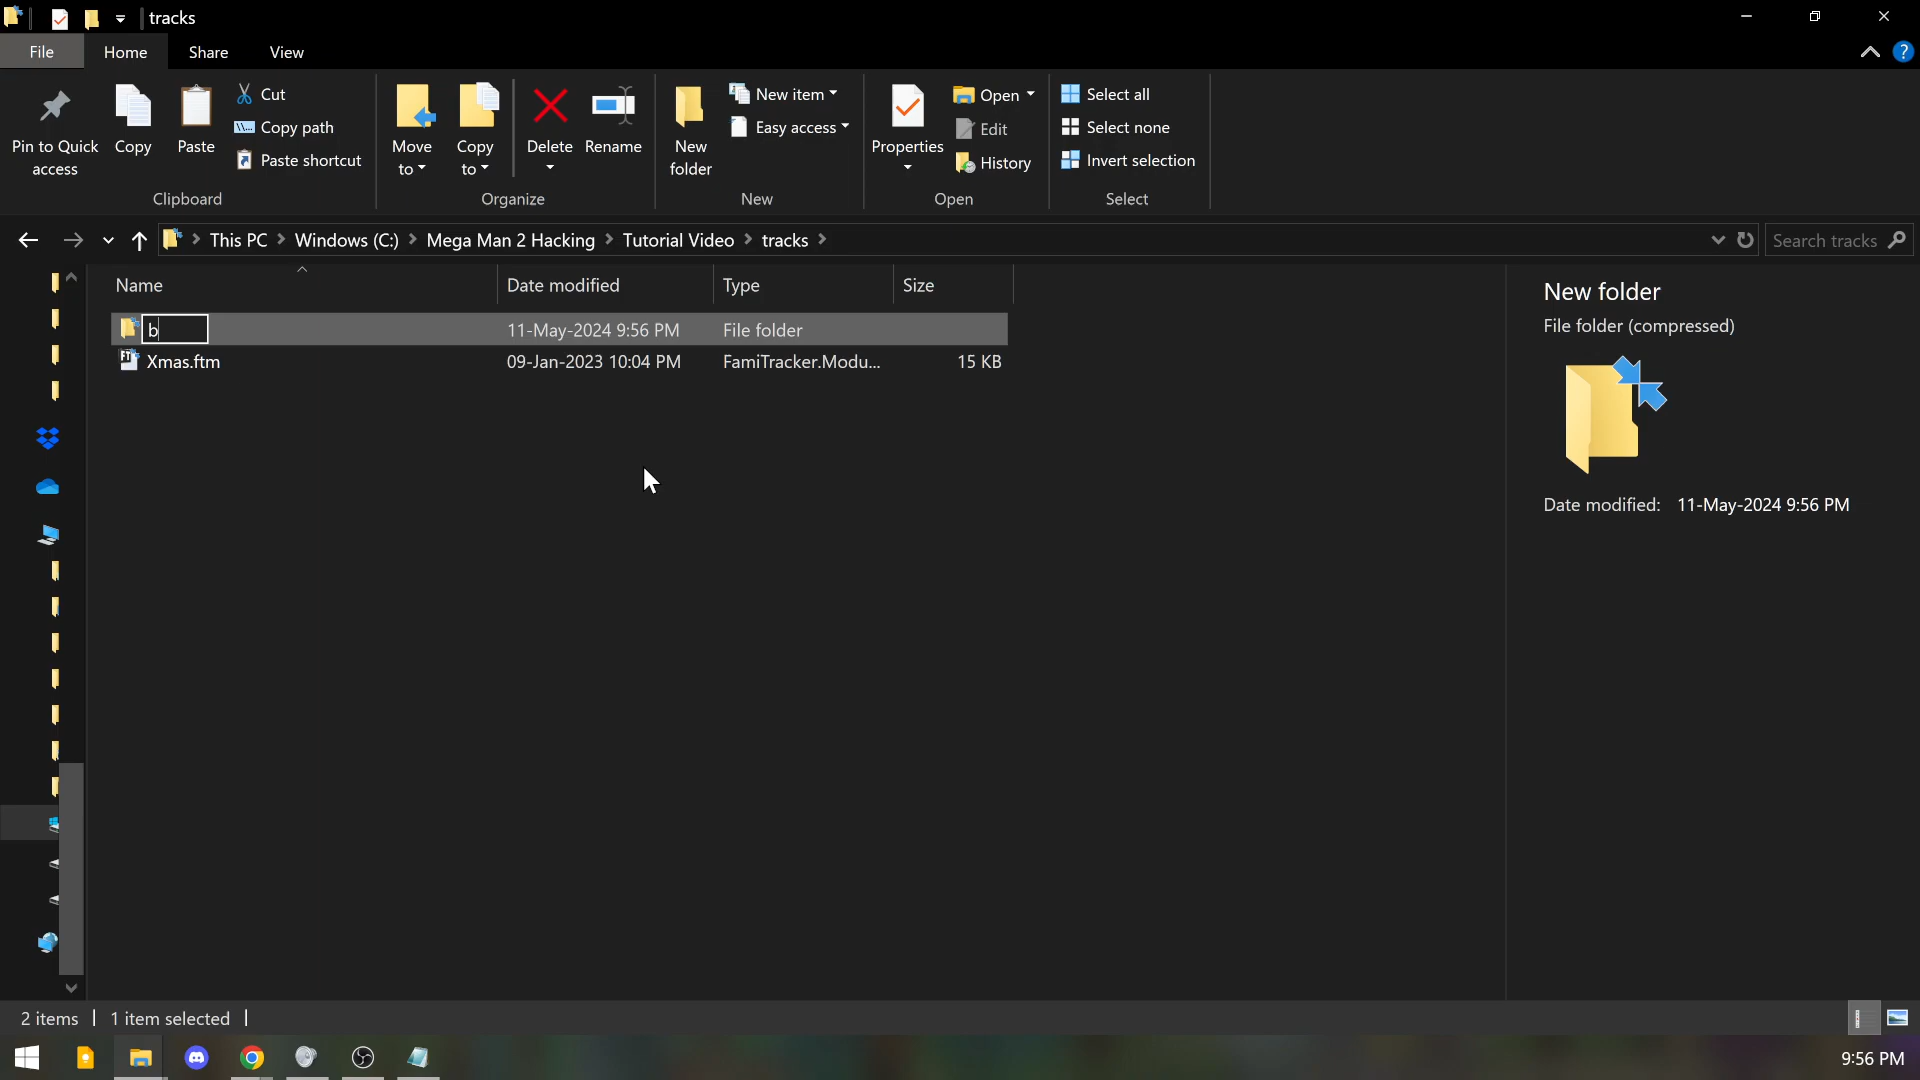 tracks
File Home Share View
Pin to Quick access Copy Paste Cut Copy path Paste shortcut
Clipboard
Move to Copy to Delete Rename
Organize
New folder New item Easy access
New
Properties Open Edit History
Open
Select all Select none Invert selection
Select
This PC Windows (C:) Mega Man 2 Hacking Tutorial Video tracks Search tracks
Name Date modified Type Size
b 11-May-2024 9:56 PM File folder
Xmas.ftm 09-Jan-2023 10:04 PM FamiTracker.Modu... 15 KB
New folder
File folder (compressed)
Date modified: 11-May-2024 9:56 PM
2 items 1 item selected
9:56 PM